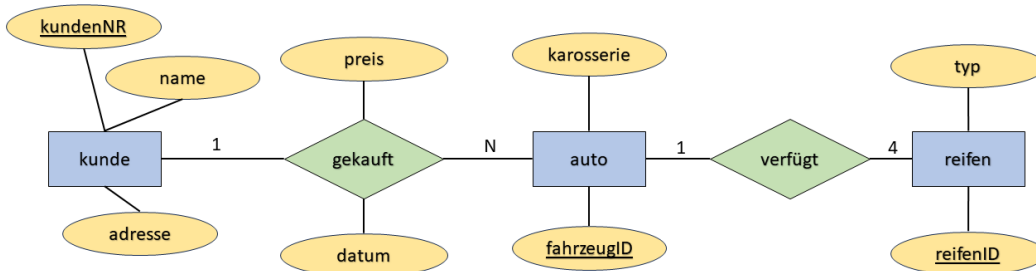 kundenNR
name
preis
karosserie
typ
kunde
1
gekauft
N
auto
1
verfügt
4
reifen
adresse
datum
fahrzeugID
reifenID